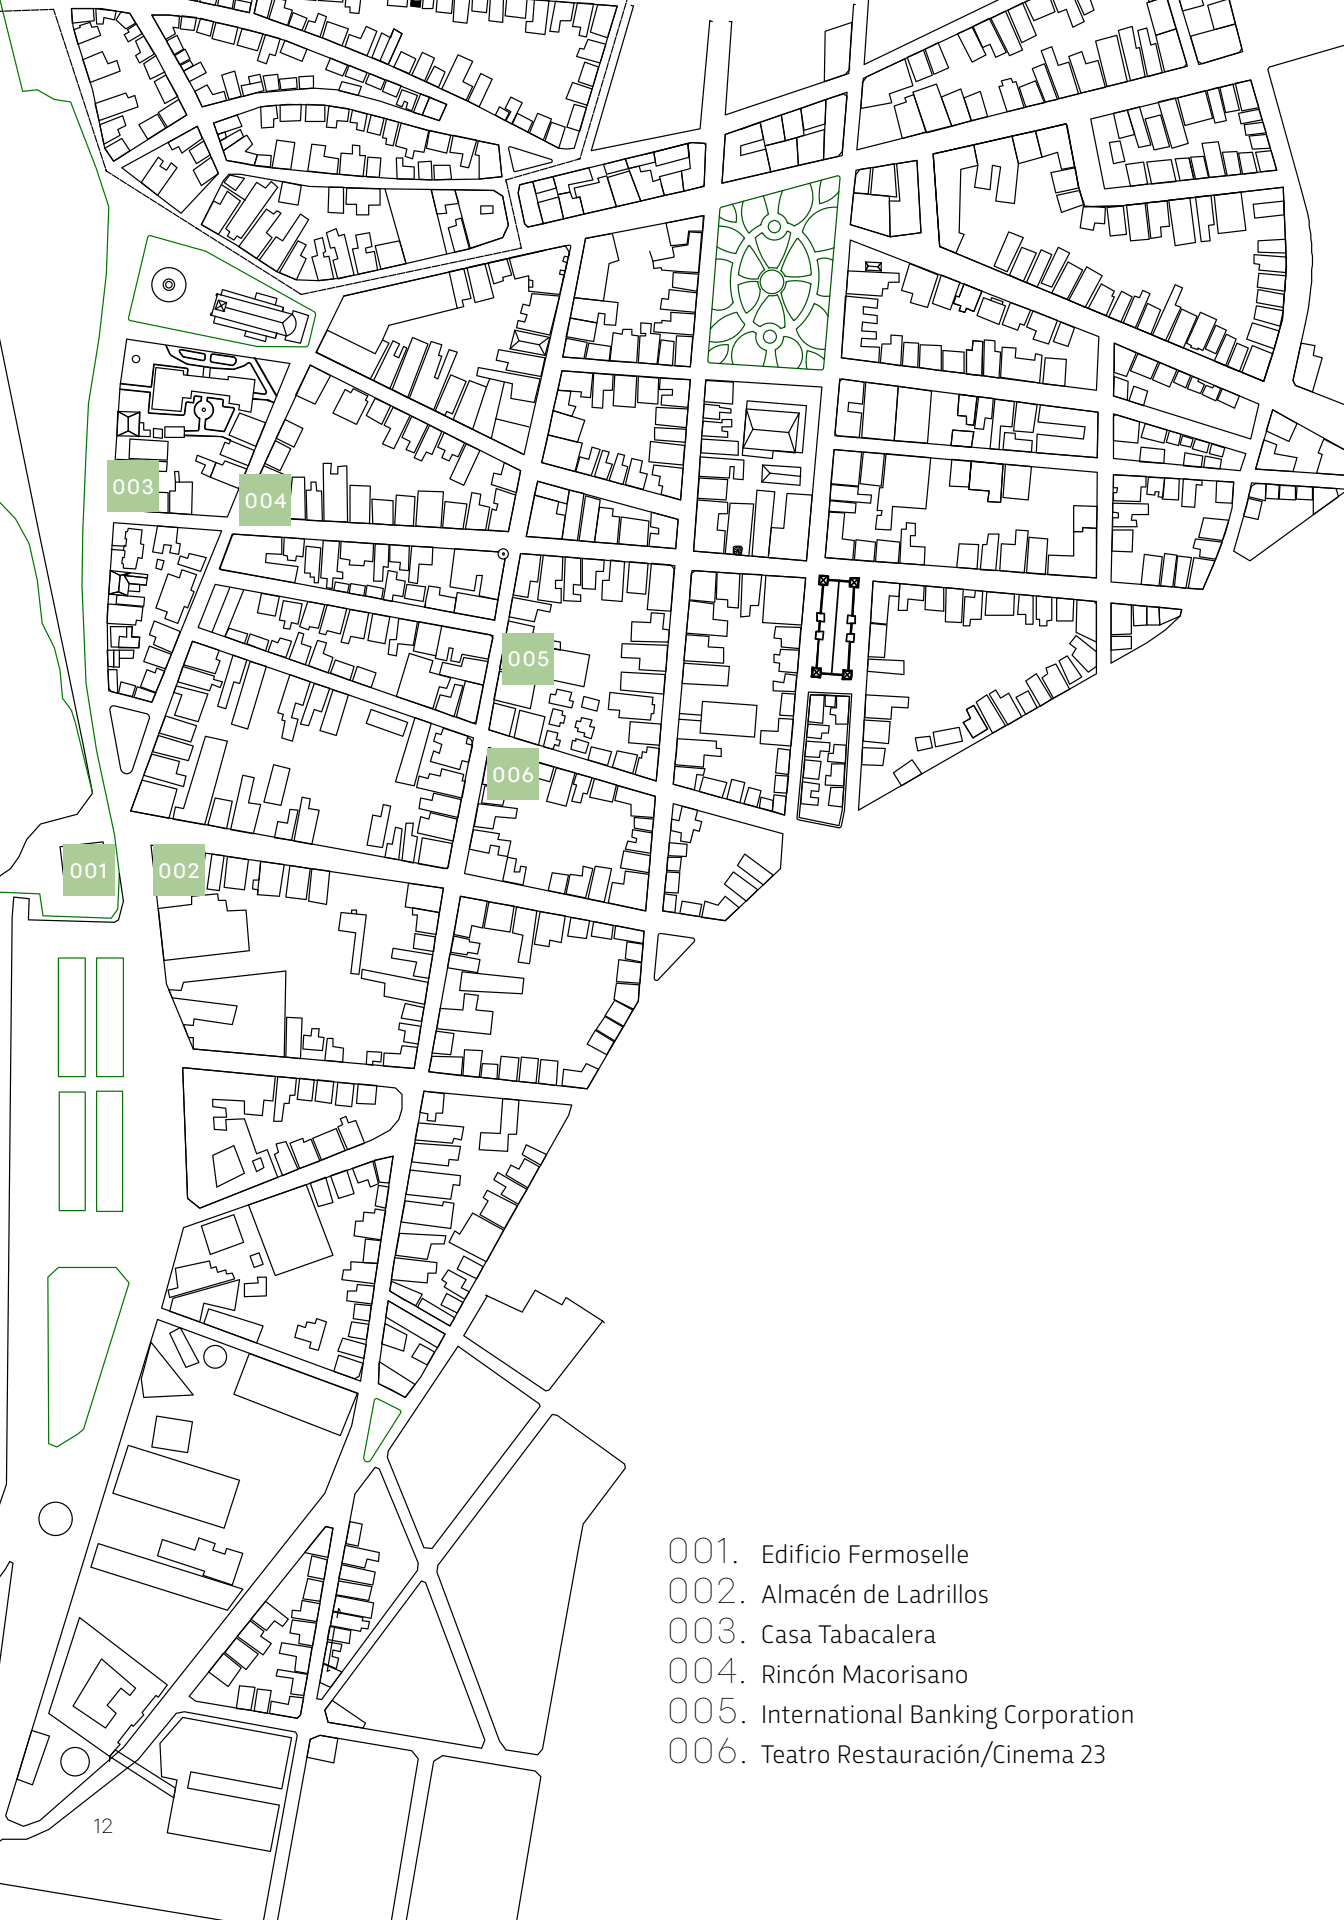 003
004
005
006
001
002
001. Edificio Fermoselle
002. Almacén de Ladrillos
003. Casa Tabacalera
004. Rincón Macorisano
005. International Banking Corporation
006. Teatro Restauración/Cinema 23
12